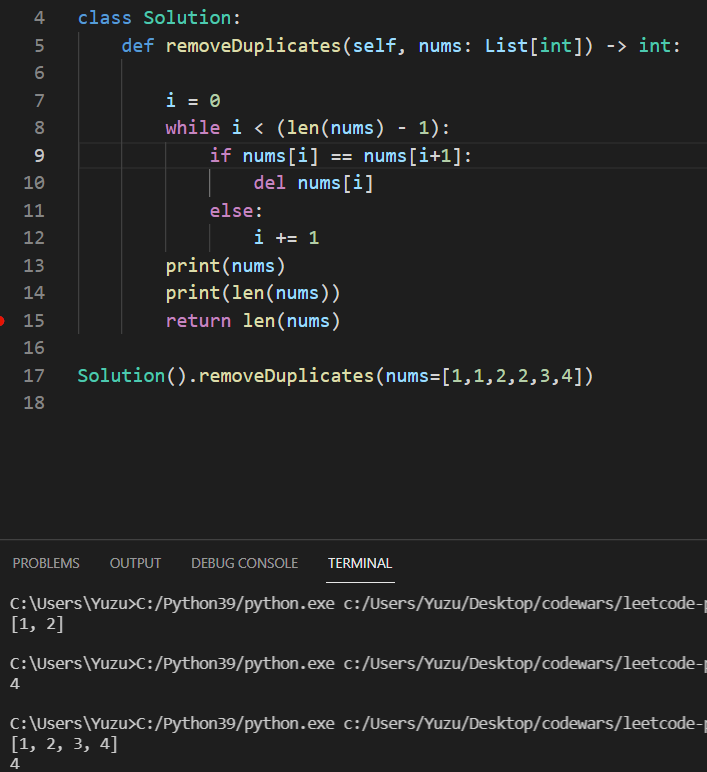 4 class Solution:
5     def removeDuplicates(self, nums: List[int]) -> int:
6
7         i = 0
8         while i < (len(nums) - 1):
9             if nums[i] == nums[i+1]:
10                 del nums[i]
11             else:
12                 i += 1
13         print(nums)
14         print(len(nums))
15         return len(nums)
16
17 Solution().removeDuplicates(nums=[1,1,2,2,3,4])
18
PROBLEMS OUTPUT DEBUG CONSOLE TERMINAL
C:\Users\Yuzu>C:/Python39/python.exe c:/Users/Yuzu/Desktop/codewars/leetcode-p
[1, 2]
C:\Users\Yuzu>C:/Python39/python.exe c:/Users/Yuzu/Desktop/codewars/leetcode-p
4
C:\Users\Yuzu>C:/Python39/python.exe c:/Users/Yuzu/Desktop/codewars/leetcode-p
[1, 2, 3, 4]
4